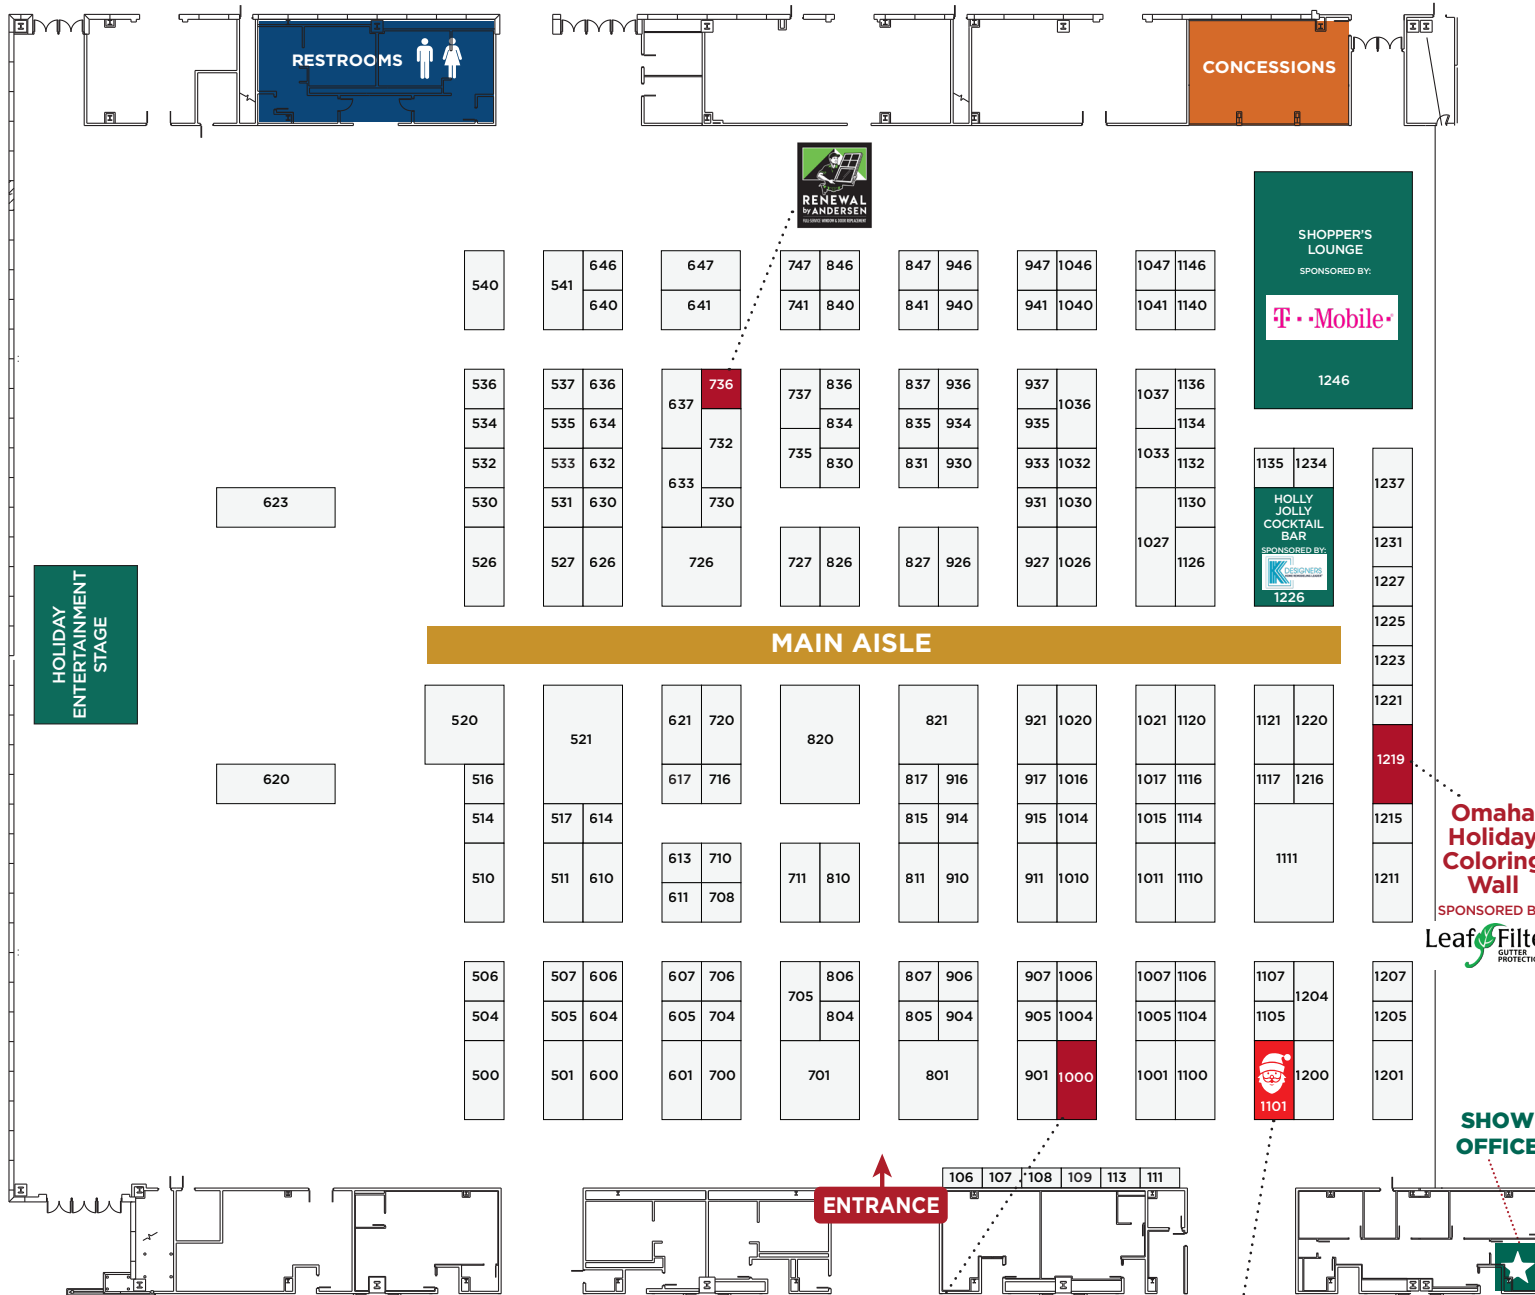 RESTROOMS
CONCESSIONS
RENEWAL
by ANDERSEN
FULL-SERVICE WINDOW & DOOR REPLACEMENT
SHOPPER'S
LOUNGE
SPONSORED BY:
T-Mobile
1246
540 541 646 647 747 846 847 946 947 1046 1047 1146
640 641 741 840 841 940 941 1040 1041 1140
536 537 636 637 736 737 836 837 936 937 1036 1037 1136
534 535 634 732 735 834 835 934 935 1033 1134
532 533 632 633 830 831 930 933 1032 1132 1135 1234 1237
623 530 531 630 730 931 1030 1027 1130
HOLLY
JOLLY
COCKTAIL
BAR
SPONSORED BY:
K DESIGNERS
1226
526 527 626 726 727 826 827 926 927 1026 1126
1231
1227
1225
1223
1221
HOLIDAY
ENTERTAINMENT
STAGE
MAIN AISLE
520 521 621 720 820 821 921 1020 1021 1120 1121 1220
620 516 617 716 817 916 917 1016 1017 1116 1117 1216 1219
514 517 614 815 914 915 1014 1015 1114 1111 1215
510 511 610 613 710 711 810 811 910 911 1010 1011 1110 1211
611 708
Omaha
Holiday
Coloring
Wall
SPONSORED B
LeafFilte
GUTTER
PROTECTIO
506 507 606 607 706 705 806 807 906 907 1006 1007 1106 1107 1204 1207
504 505 604 605 704 804 805 904 905 1004 1005 1104 1105 1205
500 501 600 601 700 701 801 901 1000 1001 1100 1101 1200 1201
SHOW
OFFICE
106 107 108 109 113 111
ENTRANCE